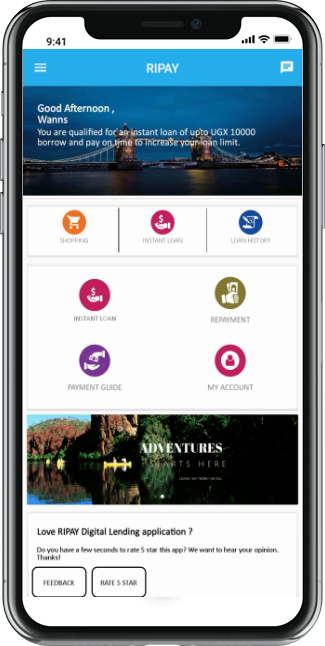 9:41
RIPAY
Good Afternoon ,
Wanns
You are qualified for an instant loan of upto UGX 10000
borrow and pay on time to increase your loan limit.
SHOPPING
INSTANT LOAN
LOAN HISTORY
INSTANT LOAN
REPAYMENT
PAYMENT GUIDE
MY ACCOUNT
ADVENTURES
STARTS HERE
Love RIPAY Digital Lending application ?
Do you have a few seconds to rate 5 star this app? We want to hear your opinion.
Thanks!
FEEDBACK
RATE 5 STAR